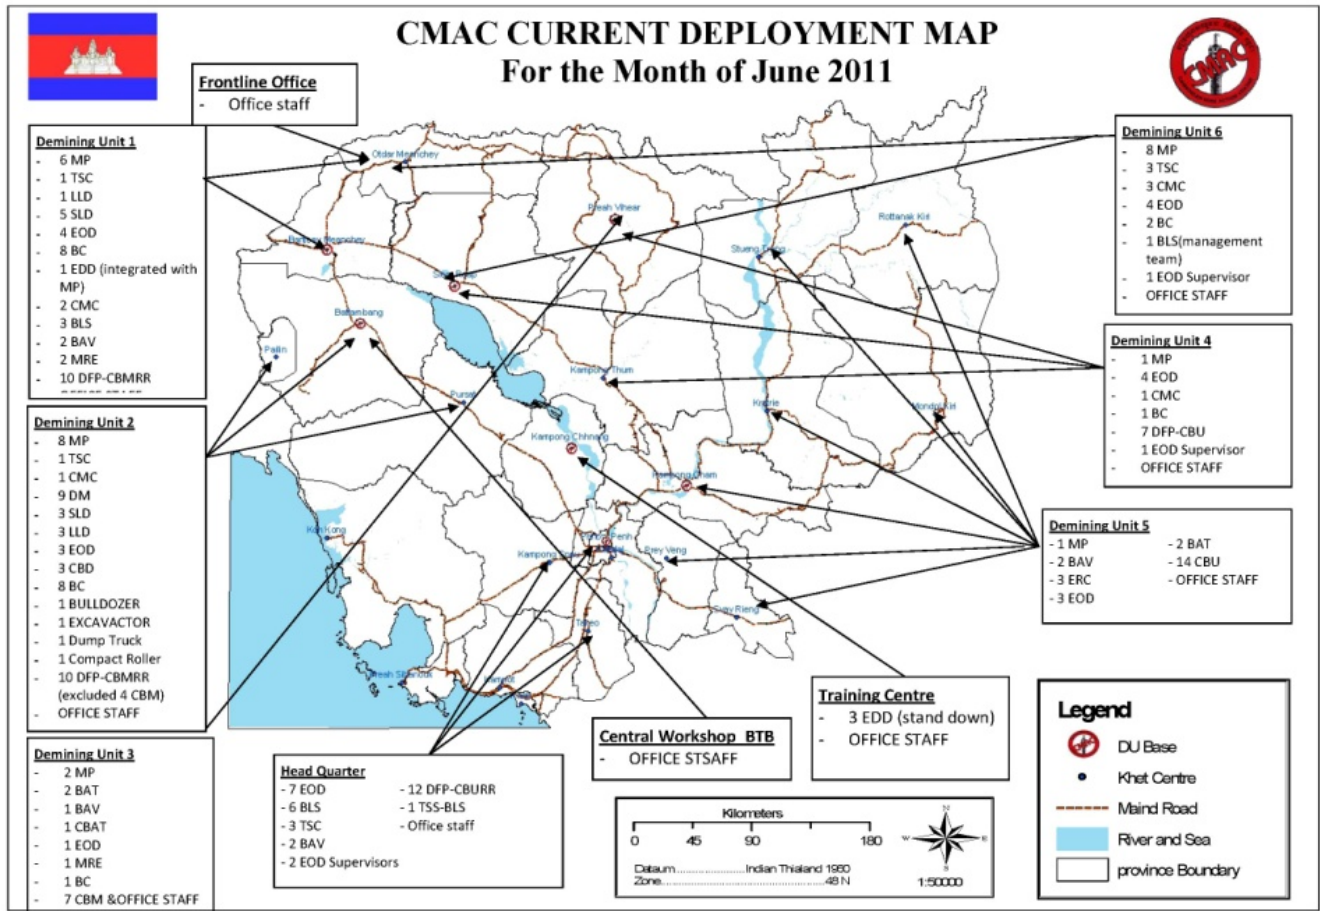 CMAC CURRENT DEPLOYMENT MAP
For the Month of June 2011
CMAC
Frontline Office
- Office staff
Demining Unit 1
- 6 MP
- 1 TSC
- 1 LLD
- 5 SLD
- 4 EOD
- 8 BC
- 1 EDD (integrated with
MP)
- 2 CMC
- 3 BLS
- 2 BAV
- 2 MRE
- 10 DFP-CBMRR
Demining Unit 2
- 8 MP
- 1 TSC
- 1 CMC
- 9 DM
- 3 SLD
- 3 LLD
- 3 EOD
- 3 CBD
- 8 BC
- 1 BULLDOZER
- 1 EXCAVACTOR
- 1 Dump Truck
- 1 Compact Roller
- 10 DFP-CBMRR
(excluded 4 CBM)
- OFFICE STAFF
Demining Unit 3
- 2 MP
- 2 BAT
- 1 BAV
- 1 CBAT
- 1 EOD
- 1 MRE
- 1 BC
- 7 CBM &OFFICE STAFF
Demining Unit 6
- 8 MP
- 3 TSC
- 3 CMC
- 4 EOD
- 2 BC
- 1 BLS(management
team)
- 1 EOD Supervisor
- OFFICE STAFF
Demining Unit 4
- 1 MP
- 4 EOD
- 1 CMC
- 1 BC
- 7 DFP-CBU
- 1 EOD Supervisor
- OFFICE STAFF
Demining Unit 5
- 1 MP - 2 BAT
- 2 BAV - 14 CBU
- 3 ERC - OFFICE STAFF
- 3 EOD
Otdar Meanchey
Preah Vihear
Rottanak Kiri
Banteay Meanchey
Stueng
Battambang
Pailin
Kampong Thum
Pursat
Kratie
Mondol Kiri
Kampong Chhnang
Kampong Cham
Koh Kong
Kampong
Penh
Prey Veng
Svay Rieng
Takeo
Preah Sihanouk
Kampot
Head Quarter
- 7 EOD - 12 DFP-CBURR
- 6 BLS - 1 TSS-BLS
- 3 TSC - Office staff
- 2 BAV
- 2 EOD Supervisors
Central Workshop BTB
- OFFICE STSAFF
Training Centre
- 3 EDD (stand down)
- OFFICE STAFF
Kilometers
0 45 90 180
Dataum Indian Thialand 1960
Zone 48 N
N
W E
S
1:50000
Legend
DU Base
Khet Centre
Maind Road
River and Sea
province Boundary